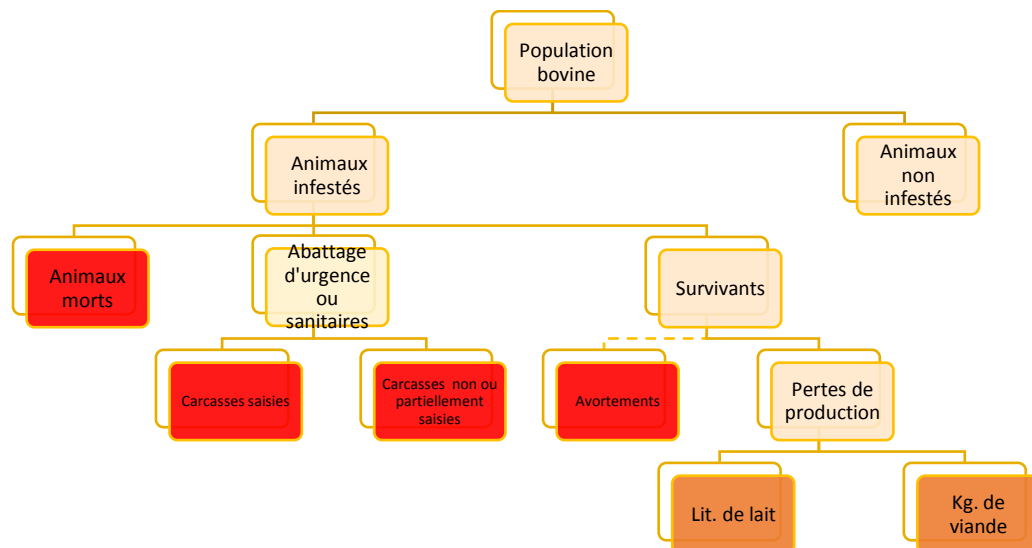 Population
bovine
Animaux
infestés
Animaux
non
infestés
Animaux
morts
Abattage
d'urgence
ou
sanitaires
Survivants
Carcasses saisies
Carcasses non ou
partiellement
saisies
Avortements
Pertes de
production
Lit. de lait
Kg. de
viande